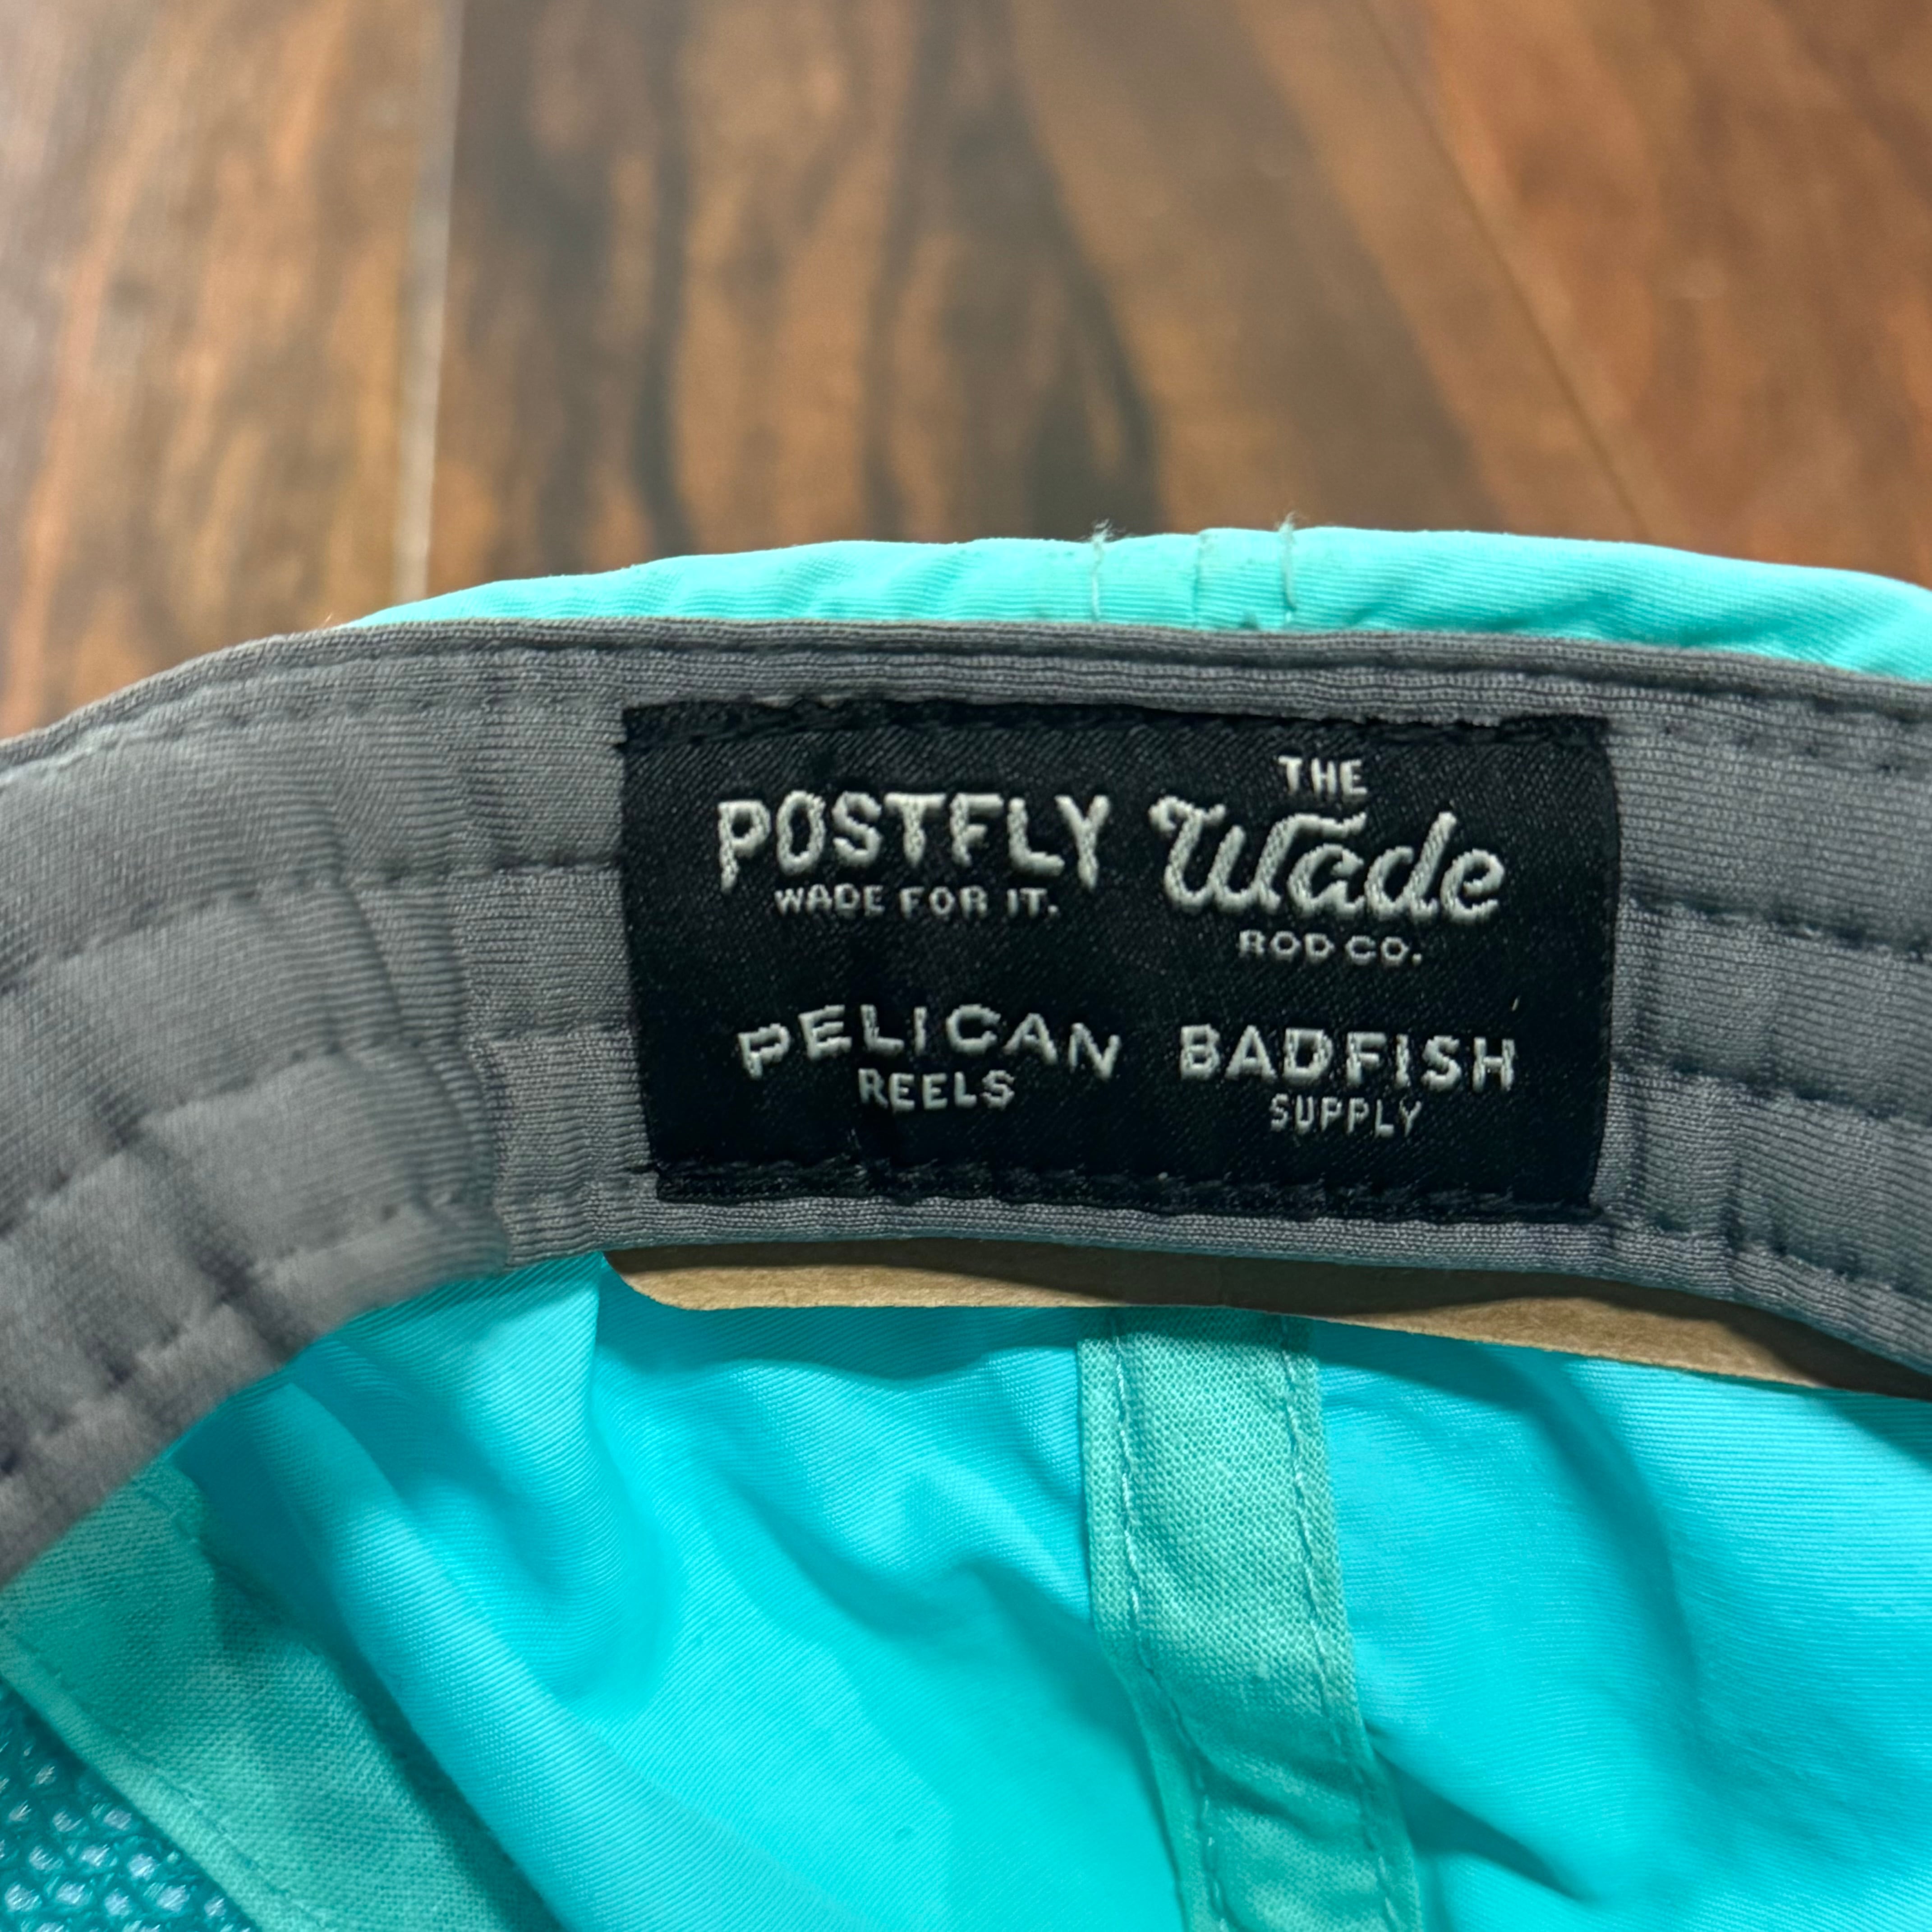 POSTFLY
WADE FOR IT.
THE
Wade
ROD CO.
PELICAN
REELS
BADFISH
SUPPLY